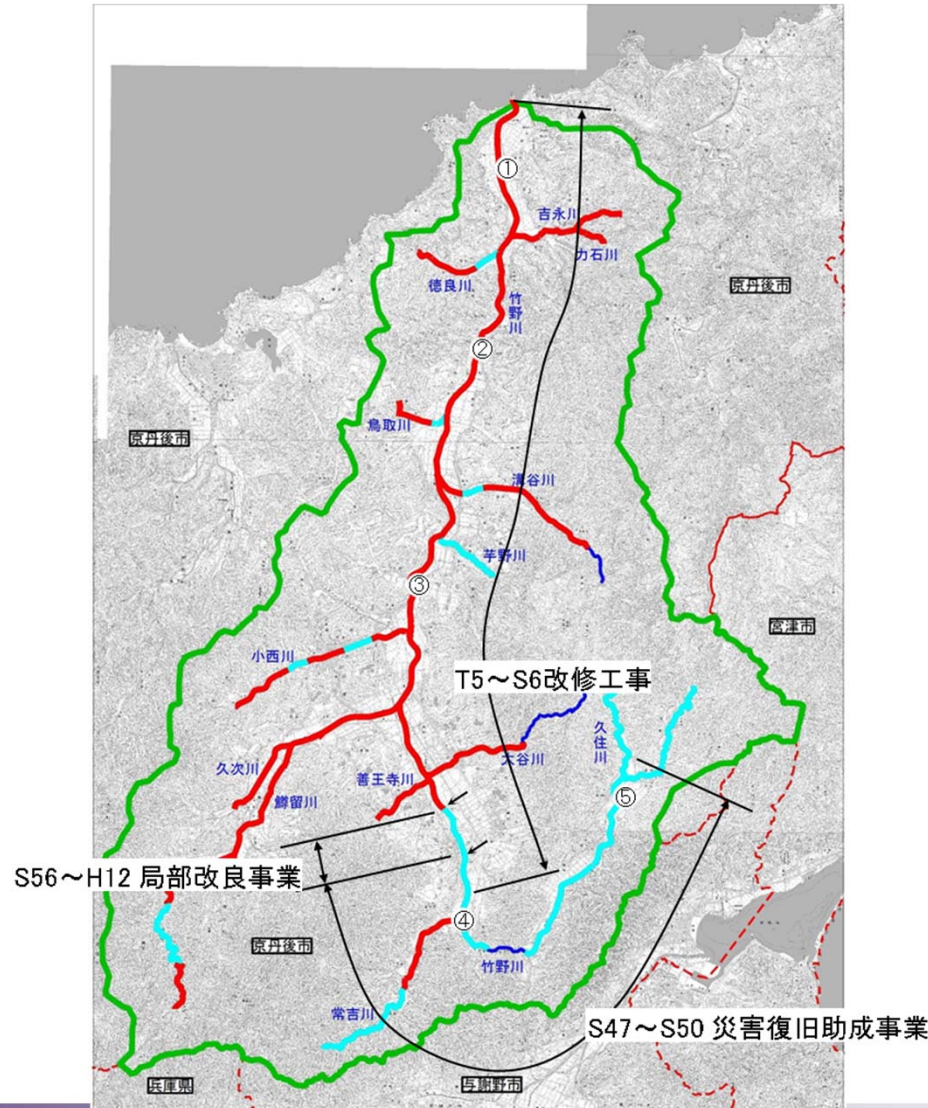 ①
吉永川
力石川
徳良川
竹野川
京丹後市
②
鳥取川
京丹後市
溝谷川
芋野川
③
宮津市
小西川
T5～S6改修工事
久住川
大谷川
久次川
善王寺川
鱒留川
⑤
S56～H12 局部改良事業
④
京丹後市
竹野川
常吉川
S47～S50 災害復旧助成事業
兵庫県
与謝野市